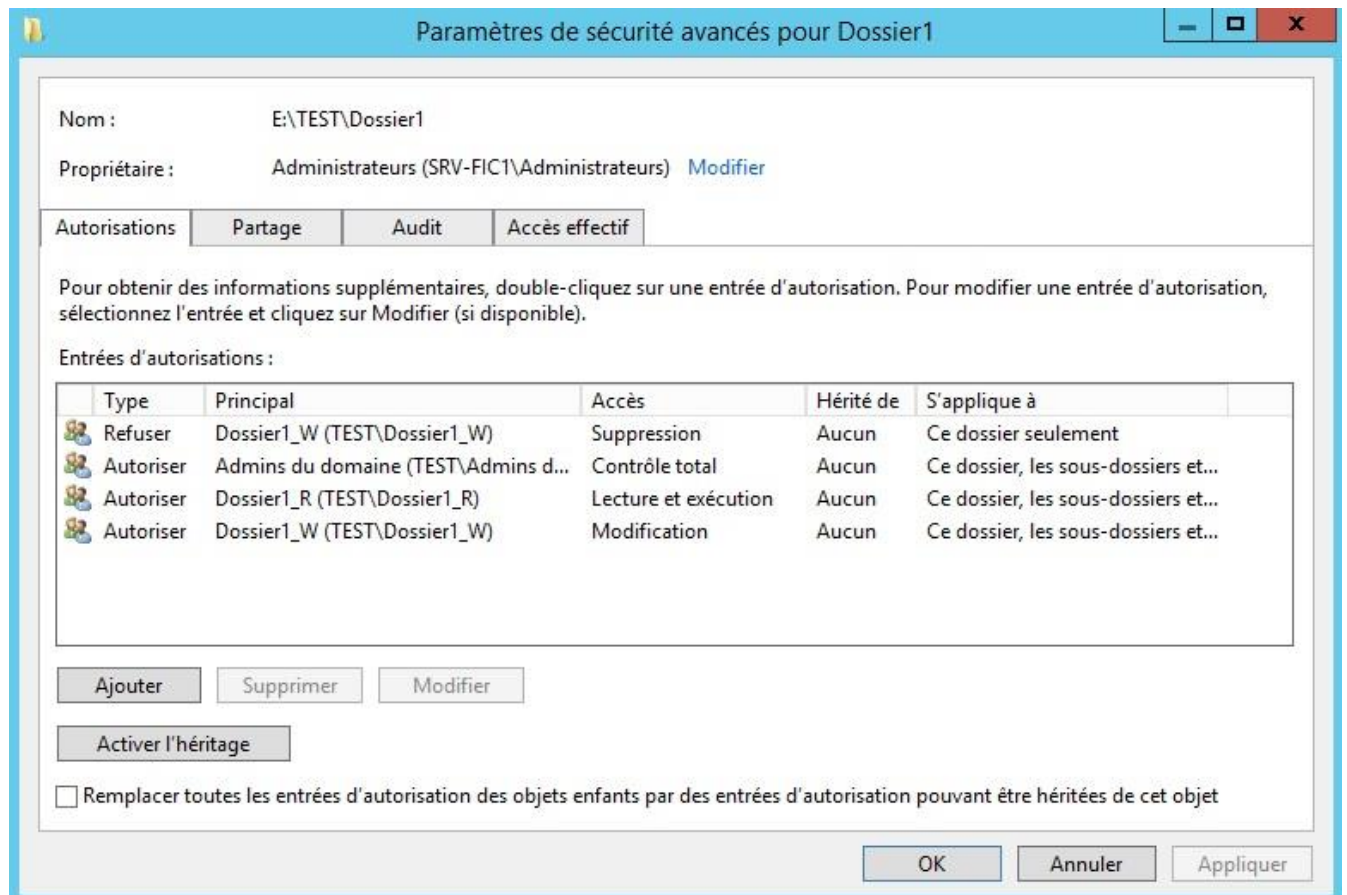 Paramètres de sécurité avancés pour Dossier1
Nom : E:\TEST\Dossier1
Propriétaire : Administrateurs (SRV-FIC1\Administrateurs) Modifier
Autorisations Partage Audit Accès effectif
Pour obtenir des informations supplémentaires, double-cliquez sur une entrée d'autorisation. Pour modifier une entrée d'autorisation,
sélectionnez l'entrée et cliquez sur Modifier (si disponible).
Entrées d'autorisations :
Type Principal Accès Hérité de S'applique à
Refuser Dossier1_W (TEST\Dossier1_W) Suppression Aucun Ce dossier seulement
Autoriser Admins du domaine (TEST\Admins d... Contrôle total Aucun Ce dossier, les sous-dossiers et...
Autoriser Dossier1_R (TEST\Dossier1_R) Lecture et exécution Aucun Ce dossier, les sous-dossiers et...
Autoriser Dossier1_W (TEST\Dossier1_W) Modification Aucun Ce dossier, les sous-dossiers et...
Ajouter Supprimer Modifier
Activer l'héritage
Remplacer toutes les entrées d'autorisation des objets enfants par des entrées d'autorisation pouvant être héritées de cet objet
OK Annuler Appliquer